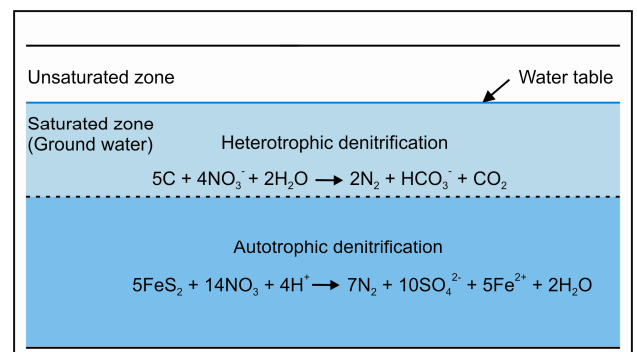 Unsaturated zone
Water table
Saturated zone
(Ground water)
Heterotrophic denitrification
5C + 4NO₃⁻ + 2H₂O → 2N₂ + HCO₃⁻ + CO₂
Autotrophic denitrification
5FeS₂ + 14NO₃ + 4H⁺ → 7N₂ + 10SO₄²⁻ + 5Fe²⁺ + 2H₂O